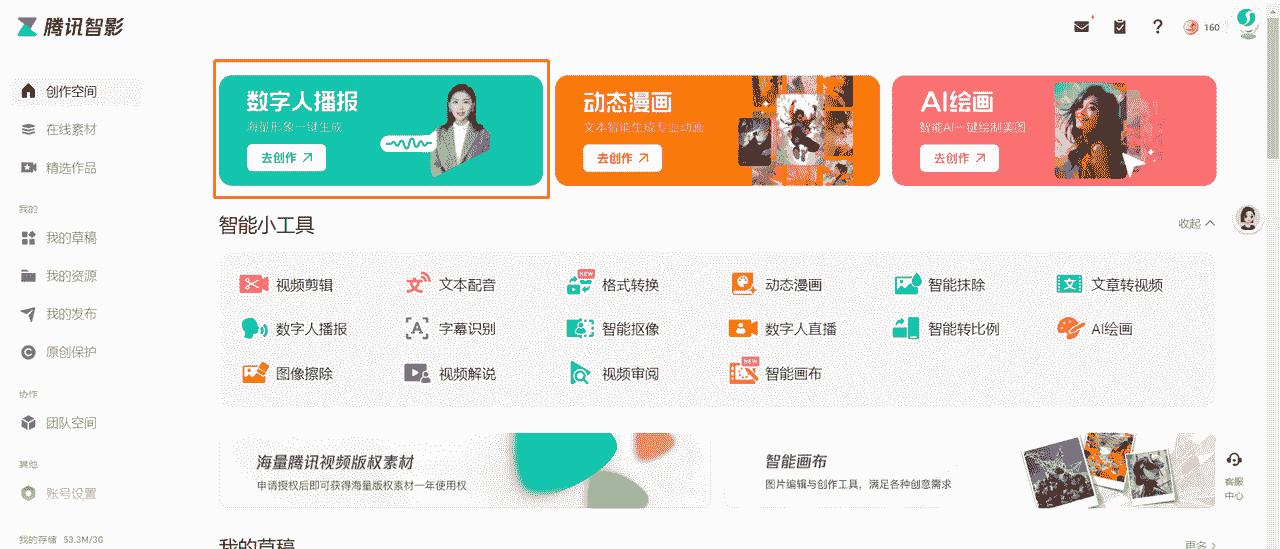 腾讯智影
160
创作空间
在线素材
精选作品
我的
我的草稿
我的资源
我的发布
原创保护
协作
团队空间
其他
账号设置
我的存储 53.3M/3G
数字人播报
海量形象一键生成
去创作
动态漫画
文本智能生成专业动画
去创作
AI绘画
智能AI一键绘制美图
去创作
智能小工具
收起
视频剪辑
文本配音
NEW
格式转换
动态漫画
智能抹除
文章转视频
数字人播报
字幕识别
智能抠像
数字人直播
智能转比例
AI绘画
图像擦除
视频解说
视频审阅
NEW
智能画布
海量腾讯视频版权素材
申请授权后即可获得海量版权素材一年使用权
智能画布
图片编辑与创作工具，满足各种创意需求
客服
中心
我的草稿
更多